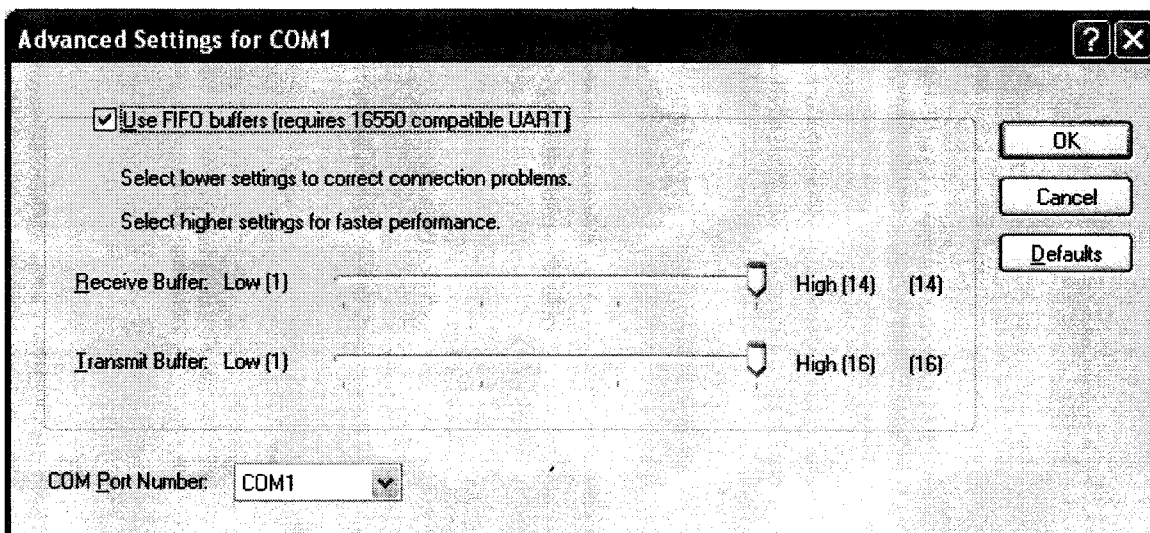 Advanced Settings for COM1
Use FIFO buffers (requires 16550 compatible UART)
OK
Select lower settings to correct connection problems.
Cancel
Select higher settings for faster performance.
Defaults
Receive Buffer: Low (1) High (14) (14)
Transmit Buffer: Low (1) High (16) (16)
COM Port Number: COM1